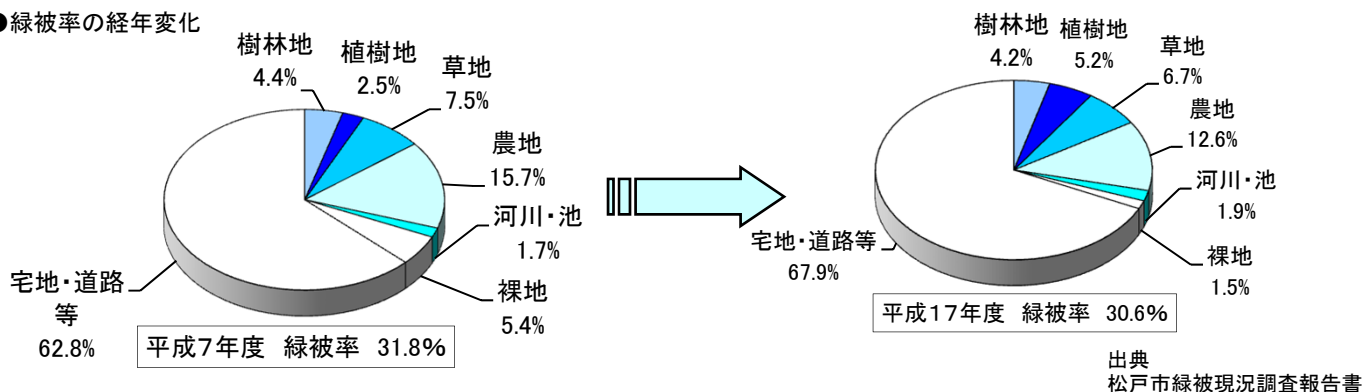 ●緑被率の経年変化
樹林地
4.4%
植樹地
2.5%
草地
7.5%
農地
15.7%
河川・池
1.7%
裸地
5.4%
宅地・道路
等
62.8%
平成7年度 緑被率 31.8%
樹林地
4.2%
植樹地
5.2%
草地
6.7%
農地
12.6%
河川・池
1.9%
裸地
1.5%
宅地・道路等
67.9%
平成17年度 緑被率 30.6%
出典
松戸市緑被現況調査報告書